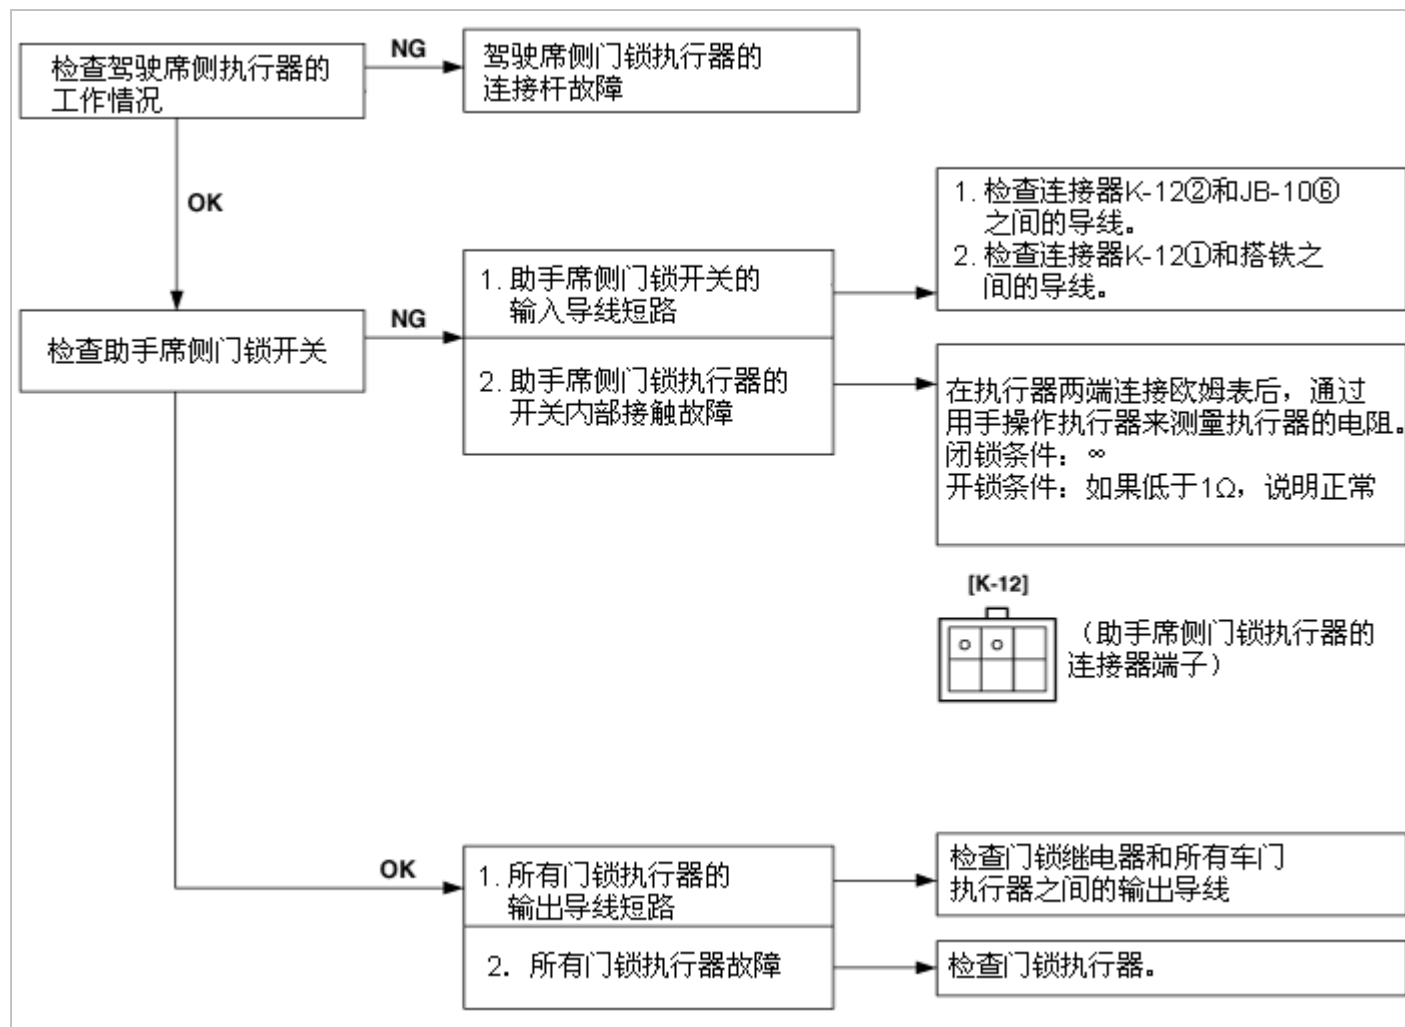 检查驾驶席侧执行器的
工作情况
NG
驾驶席侧门锁执行器的
连接杆故障
OK
1. 检查连接器K-12②和JB-10⑥
之间的导线。
2. 检查连接器K-12①和搭铁之
间的导线。
检查助手席侧门锁开关
NG
1. 助手席侧门锁开关的
输入导线短路
2. 助手席侧门锁执行器的
开关内部接触故障
在执行器两端连接欧姆表后，通过
用手操作执行器来测量执行器的电阻。
闭锁条件：∞
开锁条件：如果低于1Ω，说明正常
[K-12]
（助手席侧门锁执行器的
连接器端子）
OK
1. 所有门锁执行器的
输出导线短路
2. 所有门锁执行器故障
检查门锁继电器和所有车门
执行器之间的输出导线
检查门锁执行器。